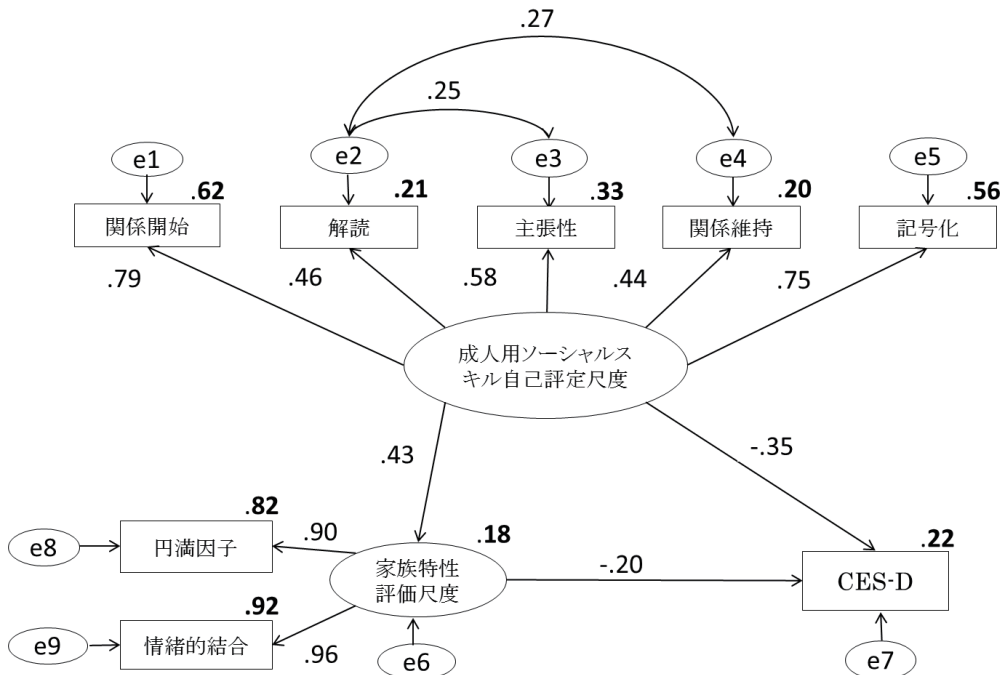 .27
.25
e1
e2
e3
e4
e5
.62
.21
.33
.20
.56
関係開始
解読
主張性
関係維持
記号化
.79
.46
.58
.44
.75
成人用ソーシャルス
キル自己評定尺度
.43
-.35
.82
e8
円満因子
.90
.18
家族特性
評価尺度
-.20
.22
CES-D
.92
e9
情緒的結合
.96
e6
e7